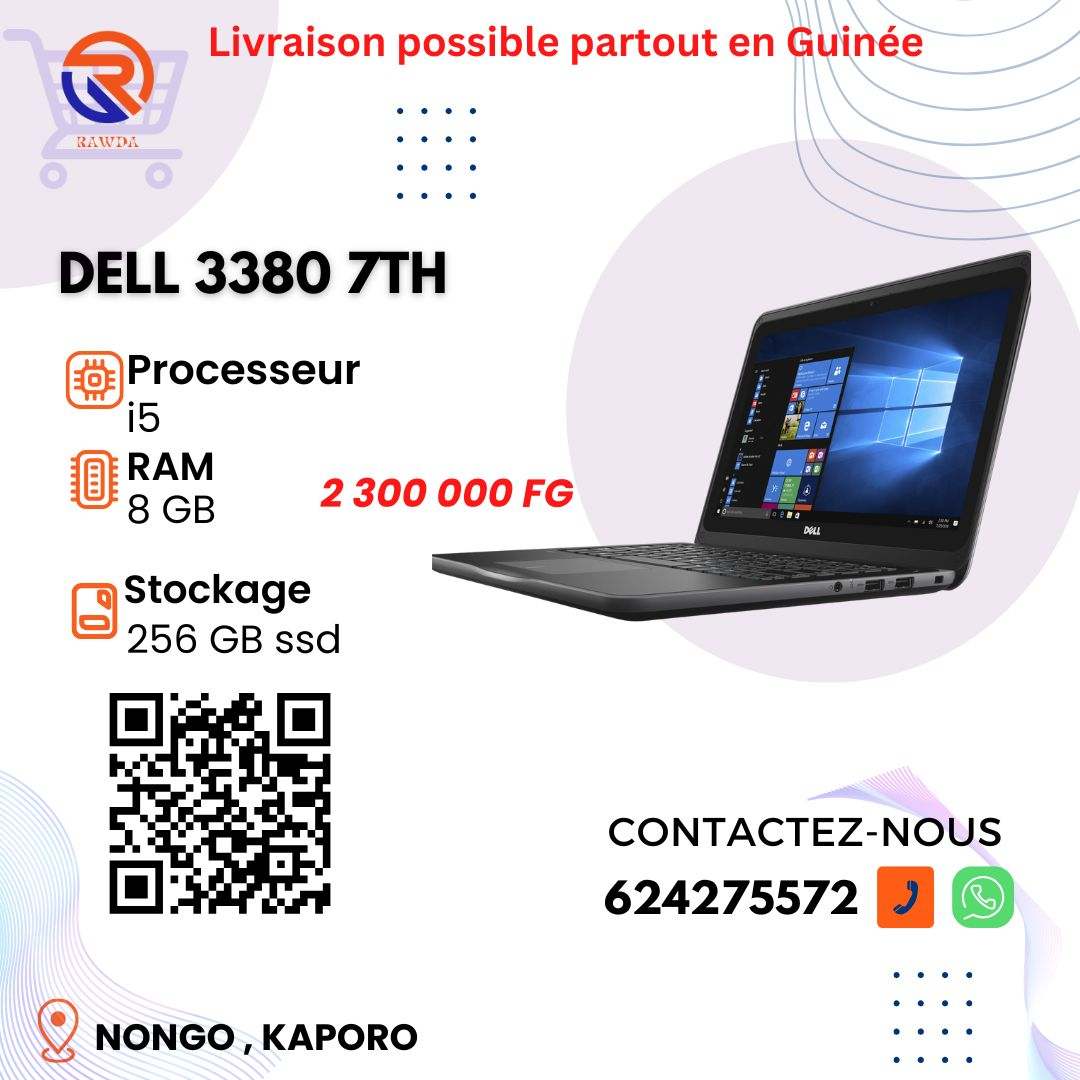 Livraison possible partout en Guinée
RAWDA
DELL 3380 7TH
Processeur
i5
RAM
8 GB
2 300 000 FG
Stockage
256 GB ssd
DELL
CONTACTEZ-NOUS
624275572
NONGO , KAPORO